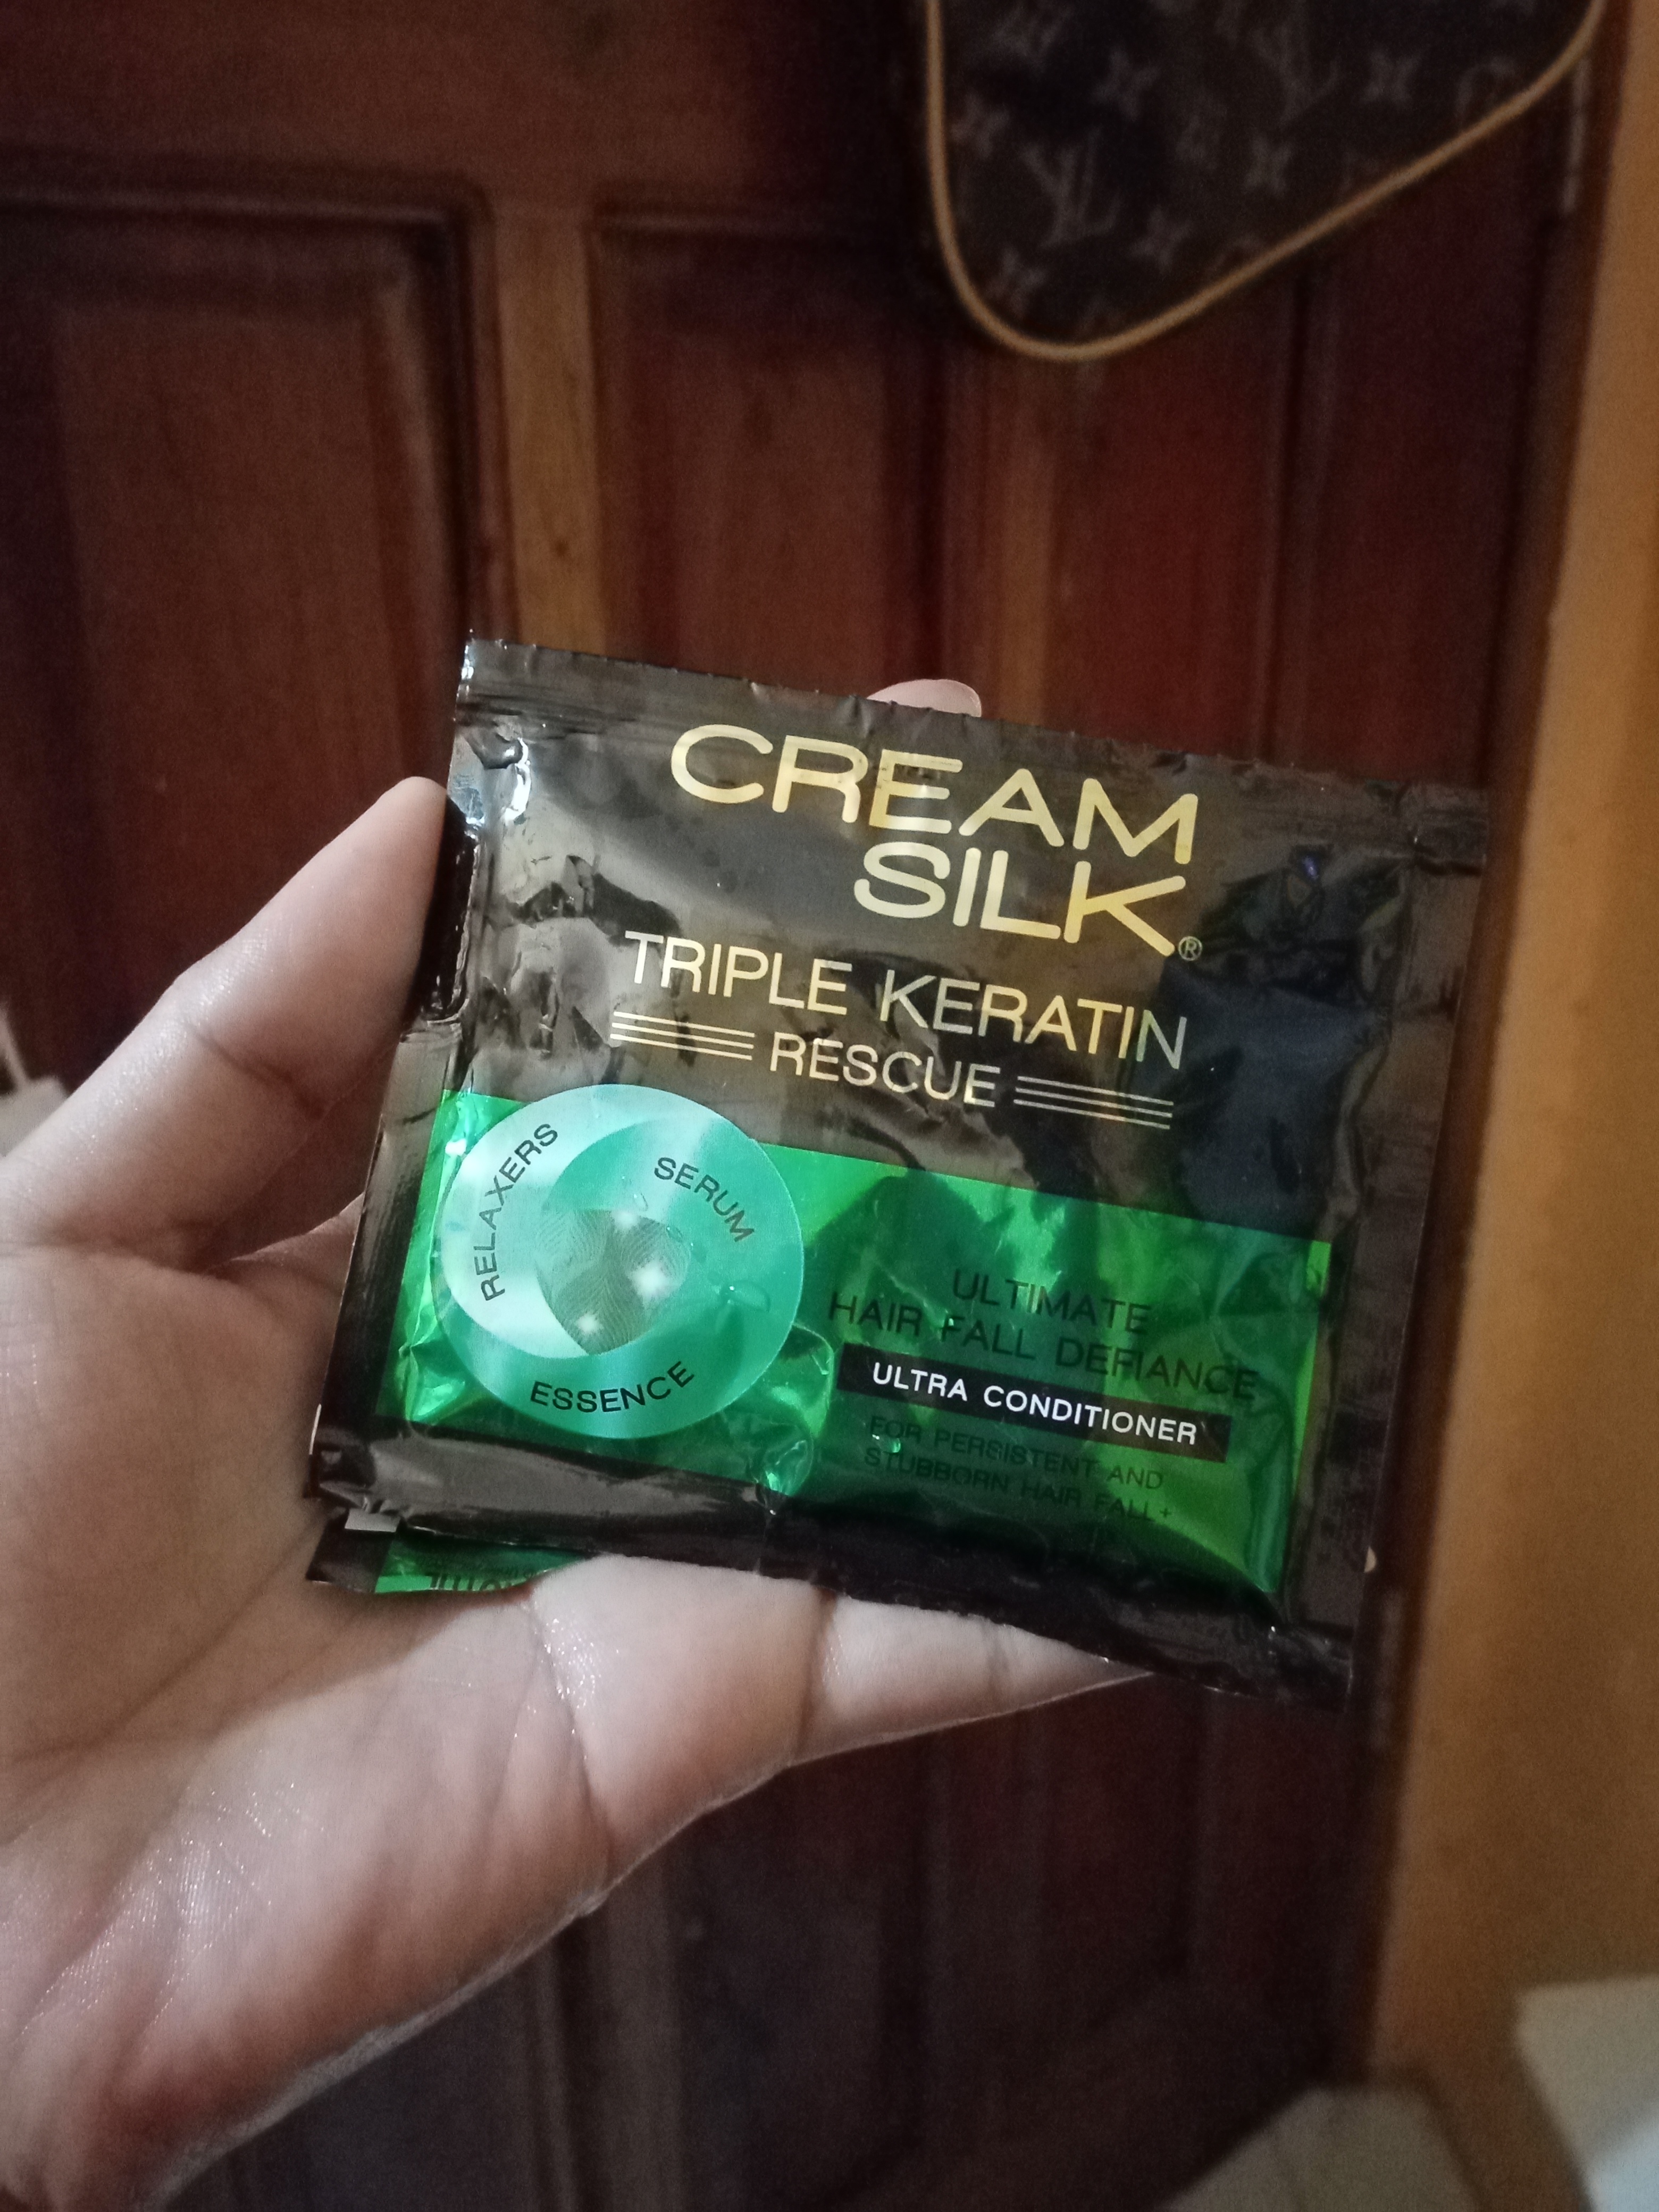 CREAM
SILK®
TRIPLE KERATIN
RESCUE
RELAXERS
SERUM
ESSENCE
ULTIMATE
HAIR FALL DEFIANCE
ULTRA CONDITIONER
FOR PERSISTENT AND
STUBBORN HAIR FALL+